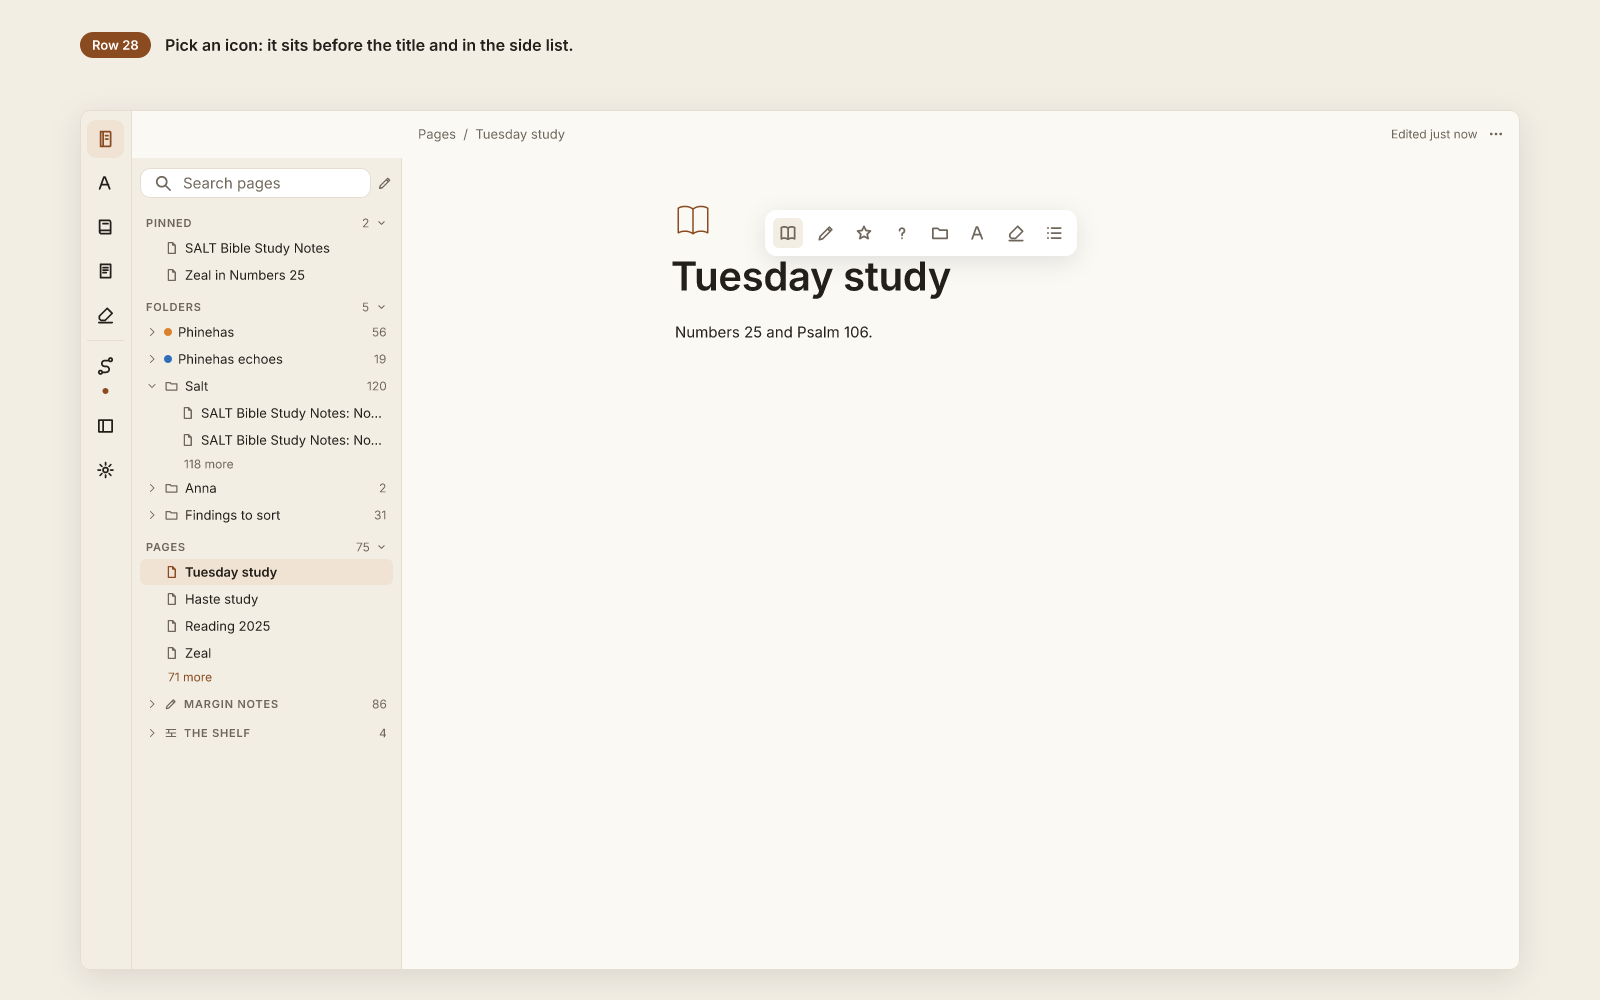 Row 28 Pick an icon: it sits before the title and in the side list.
Pages / Tuesday study
Edited just now
Search pages
PINNED 2
SALT Bible Study Notes
Zeal in Numbers 25
FOLDERS 5
Phinehas 56
Phinehas echoes 19
Salt 120
SALT Bible Study Notes: No...
SALT Bible Study Notes: No...
118 more
Anna 2
Findings to sort 31
PAGES 75
Tuesday study
Haste study
Reading 2025
Zeal
71 more
MARGIN NOTES 86
THE SHELF 4
Tuesday study
Numbers 25 and Psalm 106.